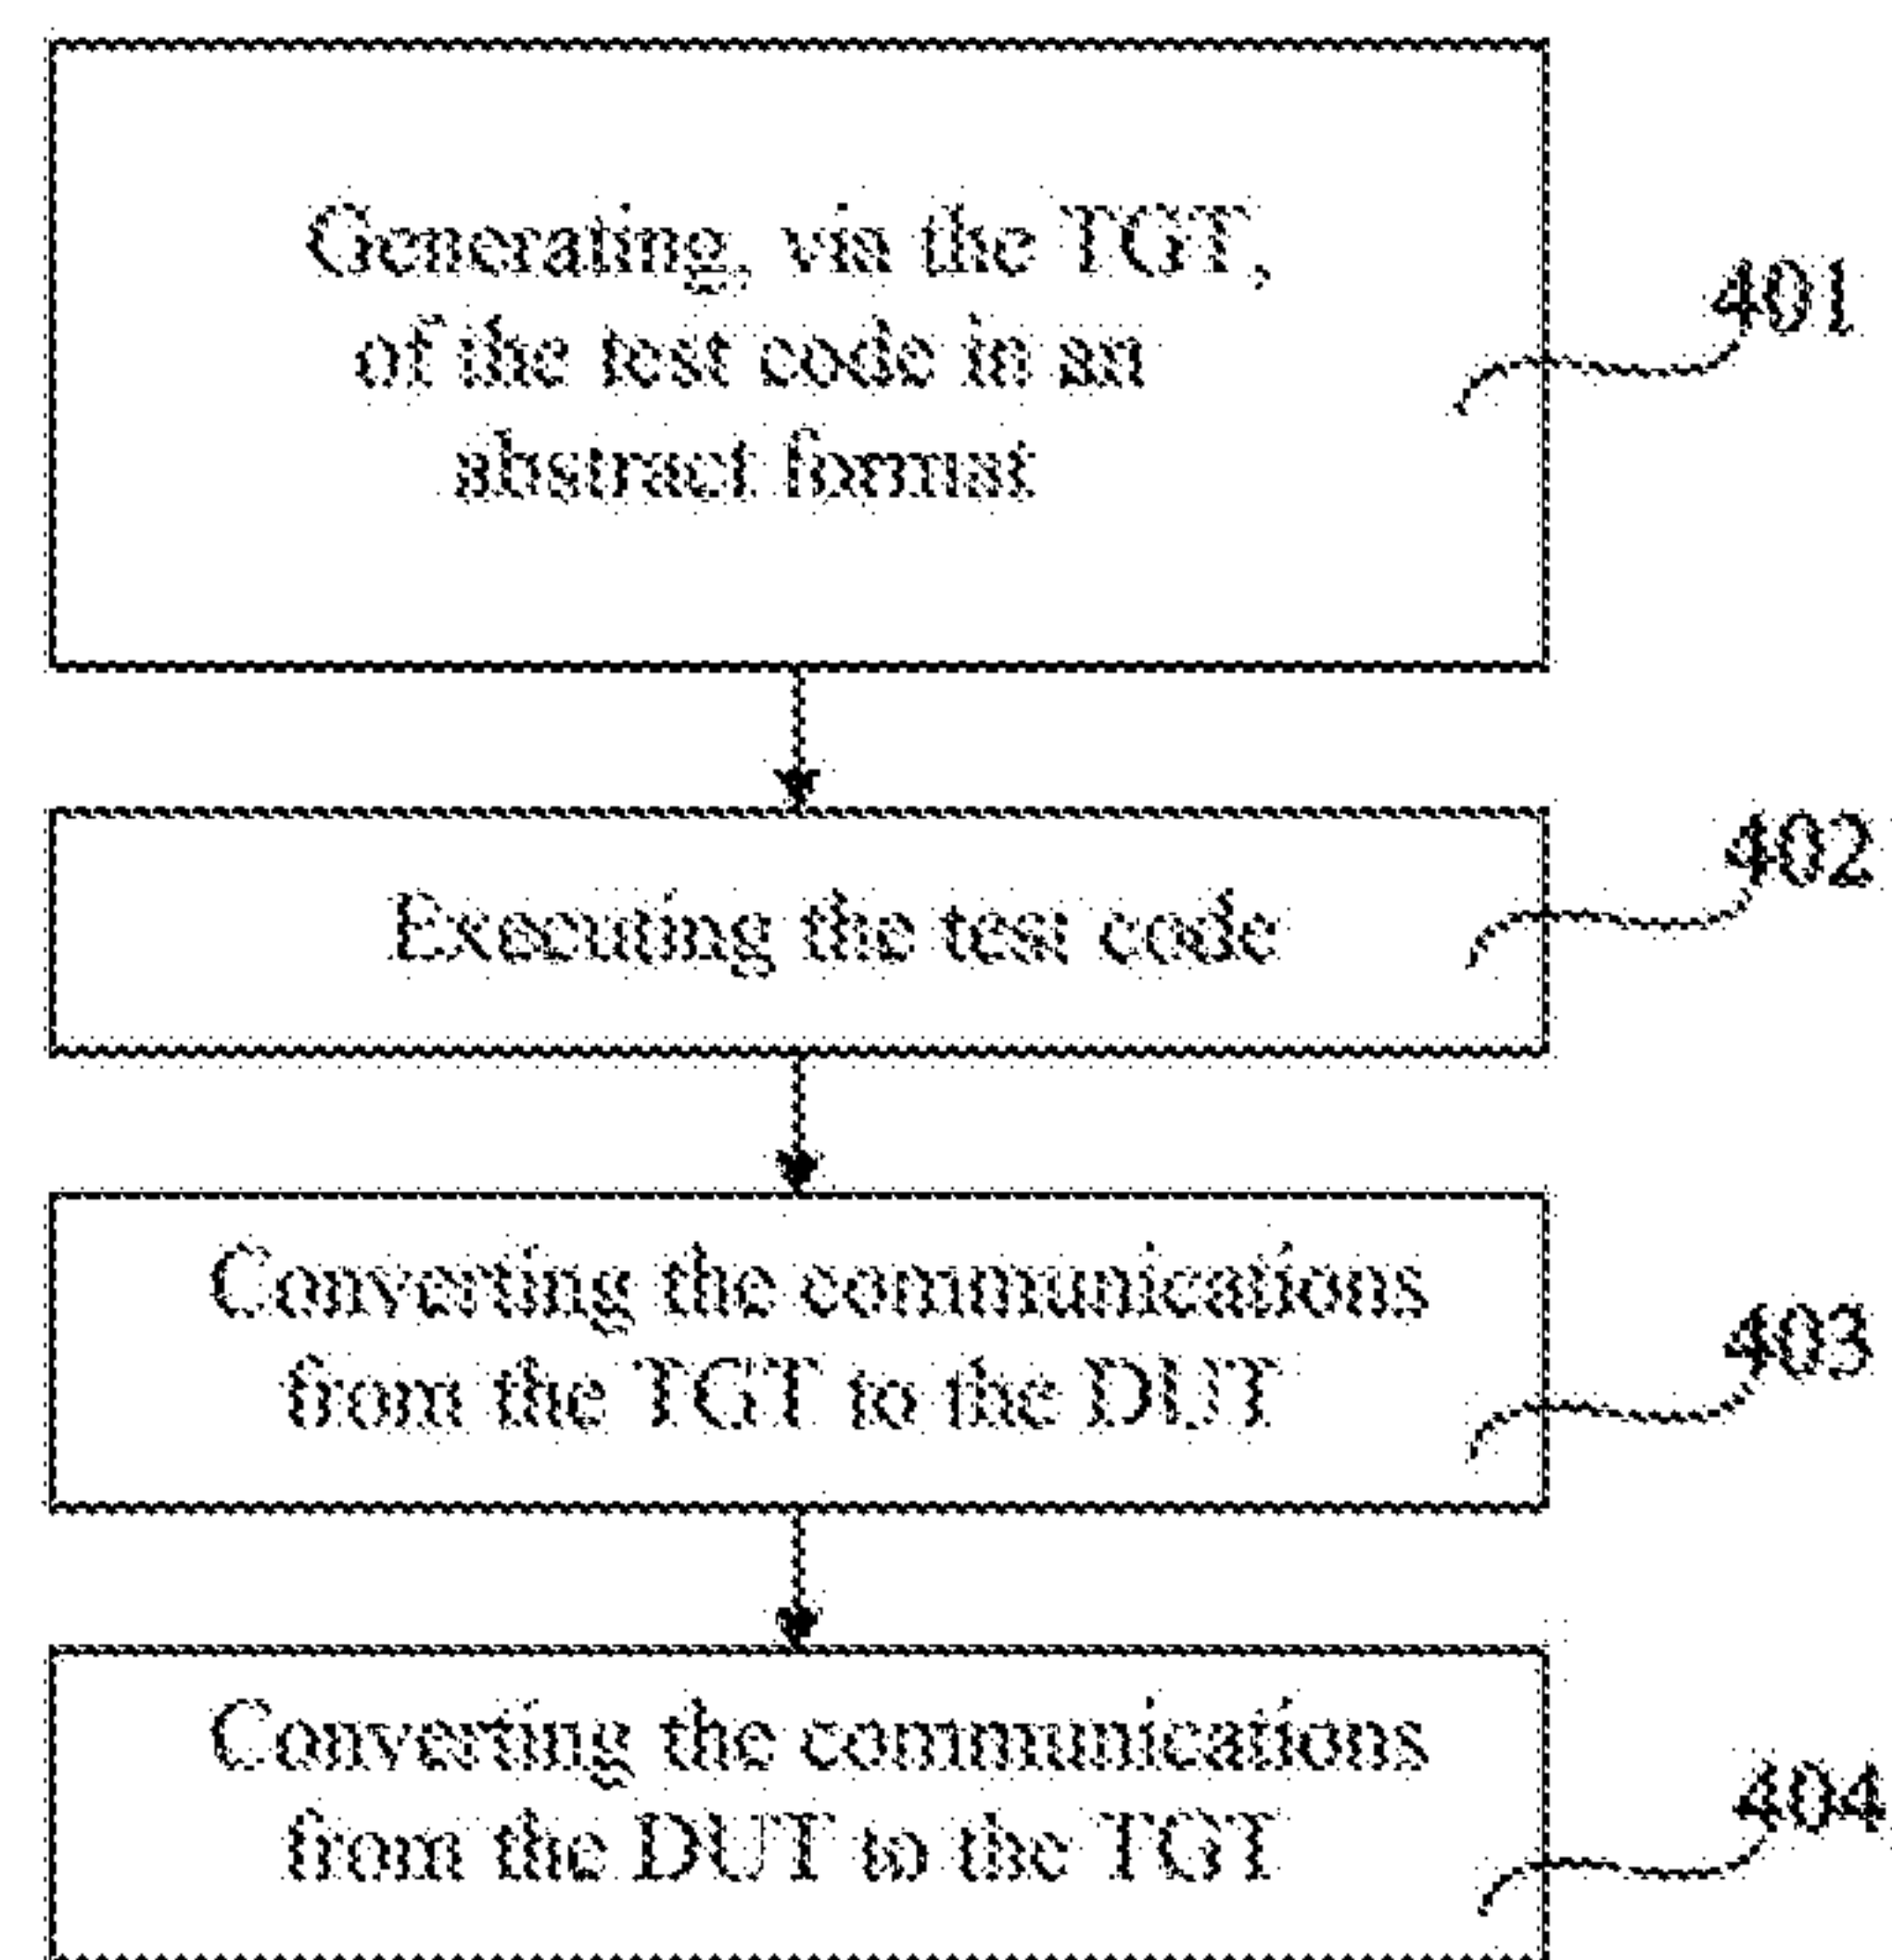 Generating, via the TGT,
of the test code in an
abstract format
401
Executing the test code
402
Converting the communications
from the TGT to the DUT
403
Converting the communications
from the DUT to the TGT
404